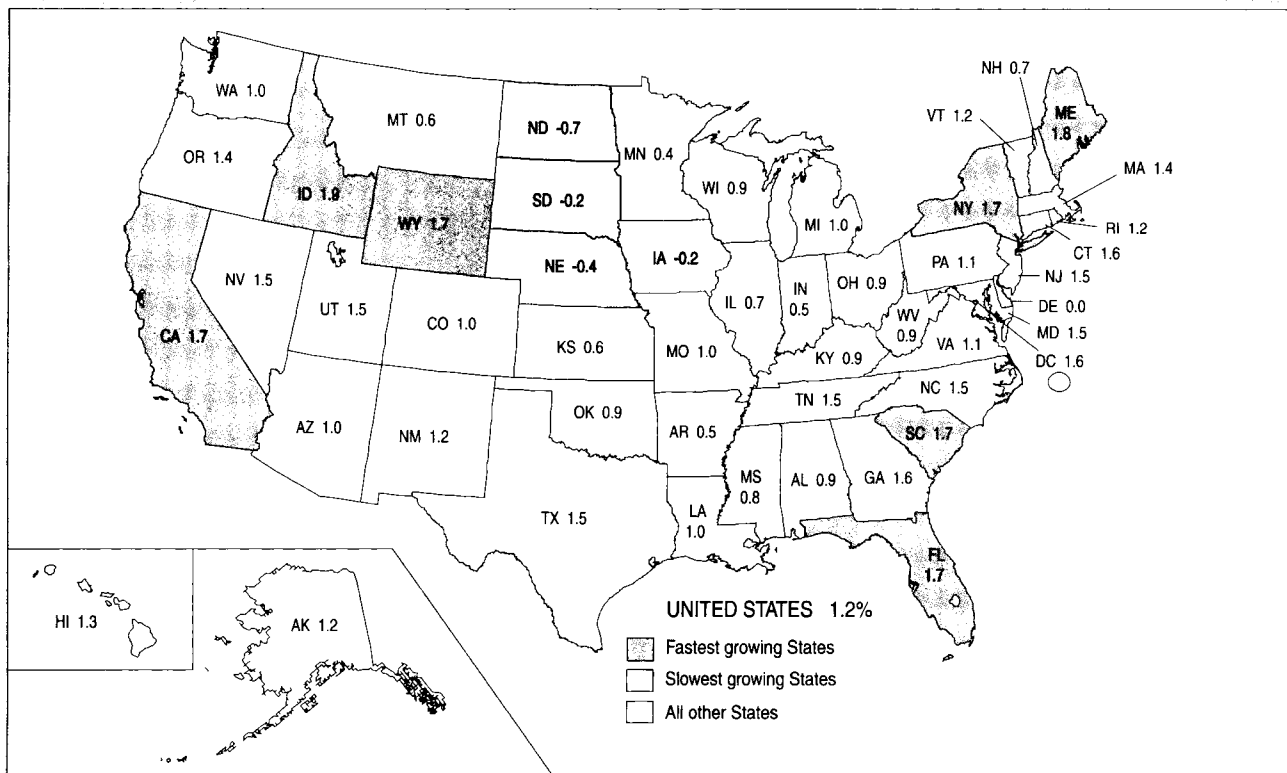 WA 1.0
OR 1.4
CA 1.7
ID 1.9
NV 1.5
MT 0.6
WY 1.7
UT 1.5
AZ 1.0
CO 1.0
NM 1.2
ND -0.7
SD -0.2
NE -0.4
KS 0.6
OK 0.9
TX 1.5
MN 0.4
IA -0.2
MO 1.0
AR 0.5
LA
1.0
WI 0.9
IL 0.7
MI 1.0
IN
0.5
OH 0.9
KY 0.9
TN 1.5
MS
0.8
AL 0.9
GA 1.6
FL
1.7
SC 1.7
NC 1.5
VA 1.1
WV
0.9
PA 1.1
NY 1.7
VT 1.2
NH 0.7
ME
1.8
MA 1.4
RI 1.2
CT 1.6
NJ 1.5
DE 0.0
MD 1.5
DC 1.6
HI 1.3
AK 1.2
UNITED STATES 1.2%
Fastest growing States
Slowest growing States
All other States